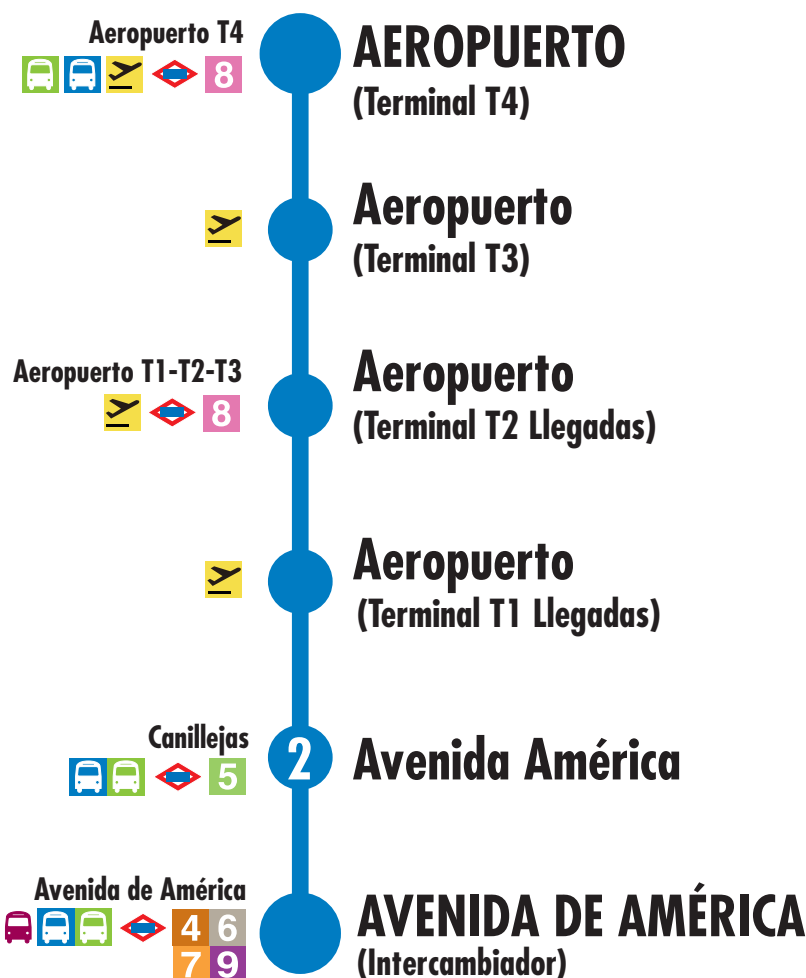 Aeropuerto T4
8
AEROPUERTO
(Terminal T4)
Aeropuerto
(Terminal T3)
Aeropuerto T1-T2-T3
8
Aeropuerto
(Terminal T2 Llegadas)
Aeropuerto
(Terminal T1 Llegadas)
Canillejas
5
2
Avenida América
Avenida de América
4 6
7 9
AVENIDA DE AMÉRICA
(Intercambiador)